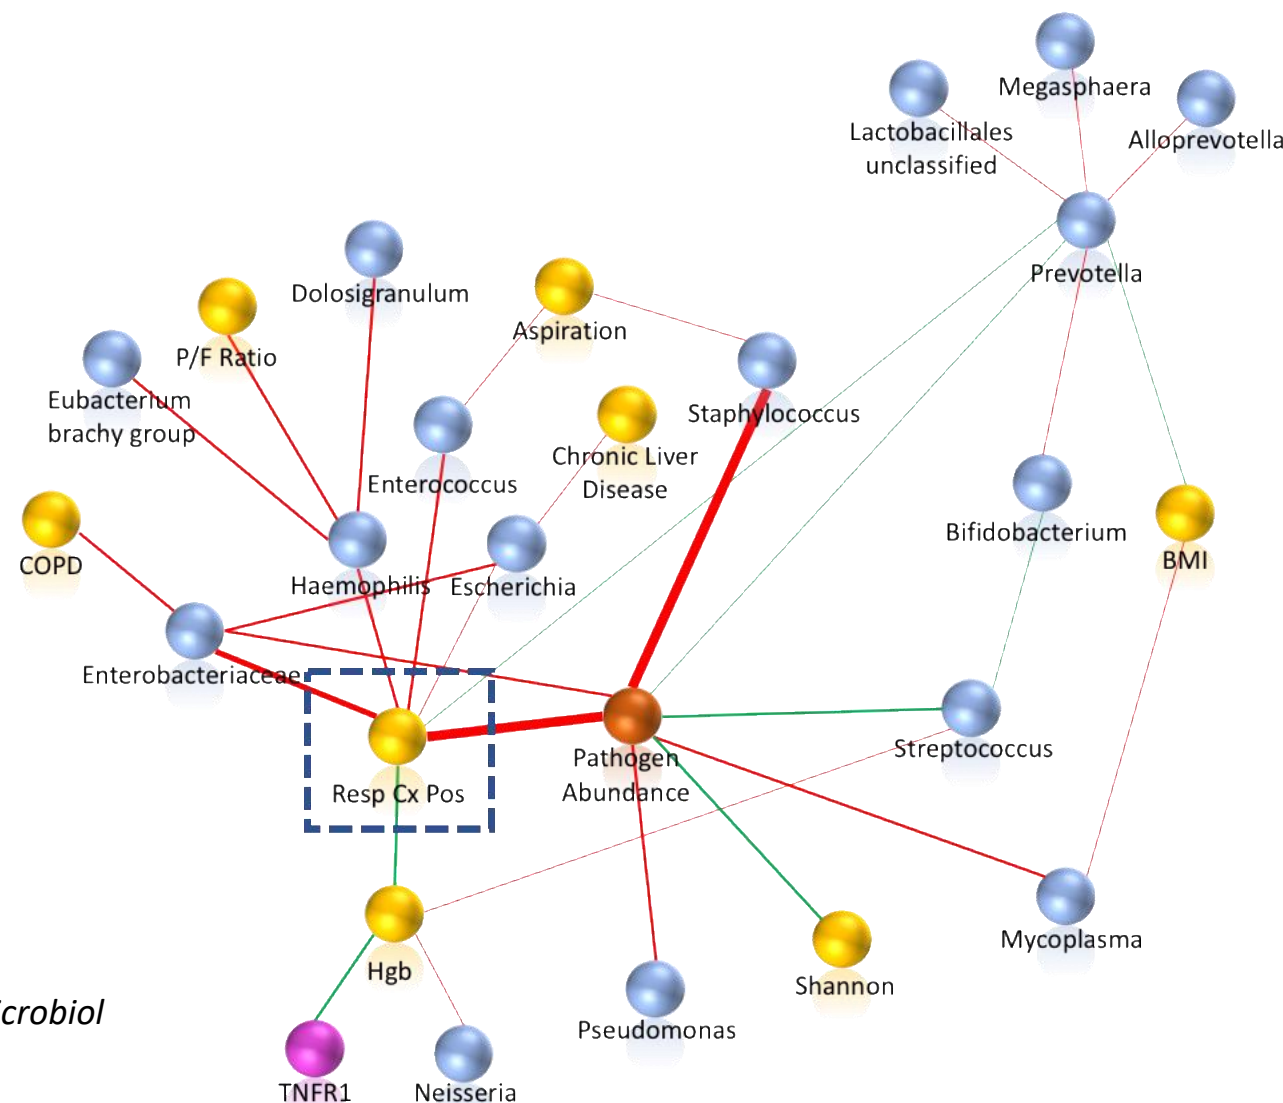 Megasphaera
Lactobacillales
unclassified
Alloprevotella
Prevotella
Dolosigranulum
Aspiration
P/F Ratio
Eubacterium
brachy group
Staphylococcus
Chronic Liver
Disease
Enterococcus
Bifidobacterium
BMI
COPD
Haemophilis
Escherichia
Enterobacteriaceae
Streptococcus
Pathogen
Abundance
Resp Cx Pos
Mycoplasma
Hgb
Shannon
crobiol
Pseudomonas
TNFR1
Neisseria